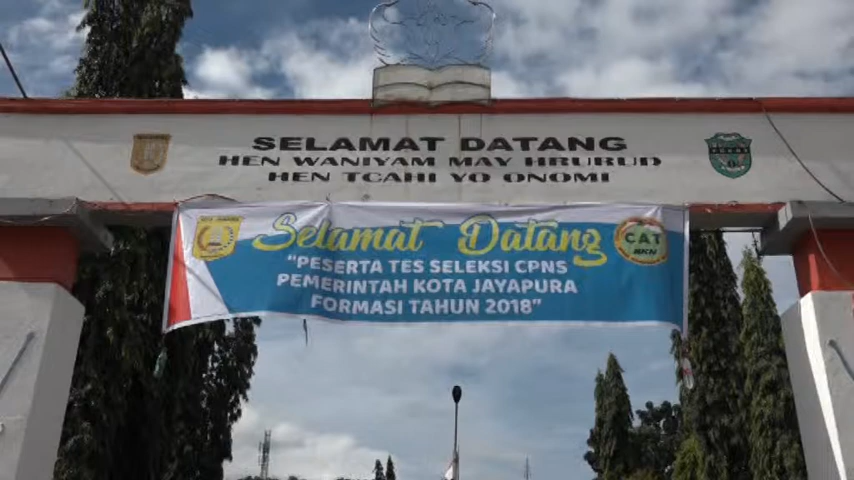 SELAMAT DATANG
HEN WANIYAM MAY HRURUD
HEN TCAHI YO ONOMI
Selamat Datang
CAT
BKN
"PESERTA TES SELEKSI CPNS
PEMERINTAH KOTA JAYAPURA
FORMASI TAHUN 2018"